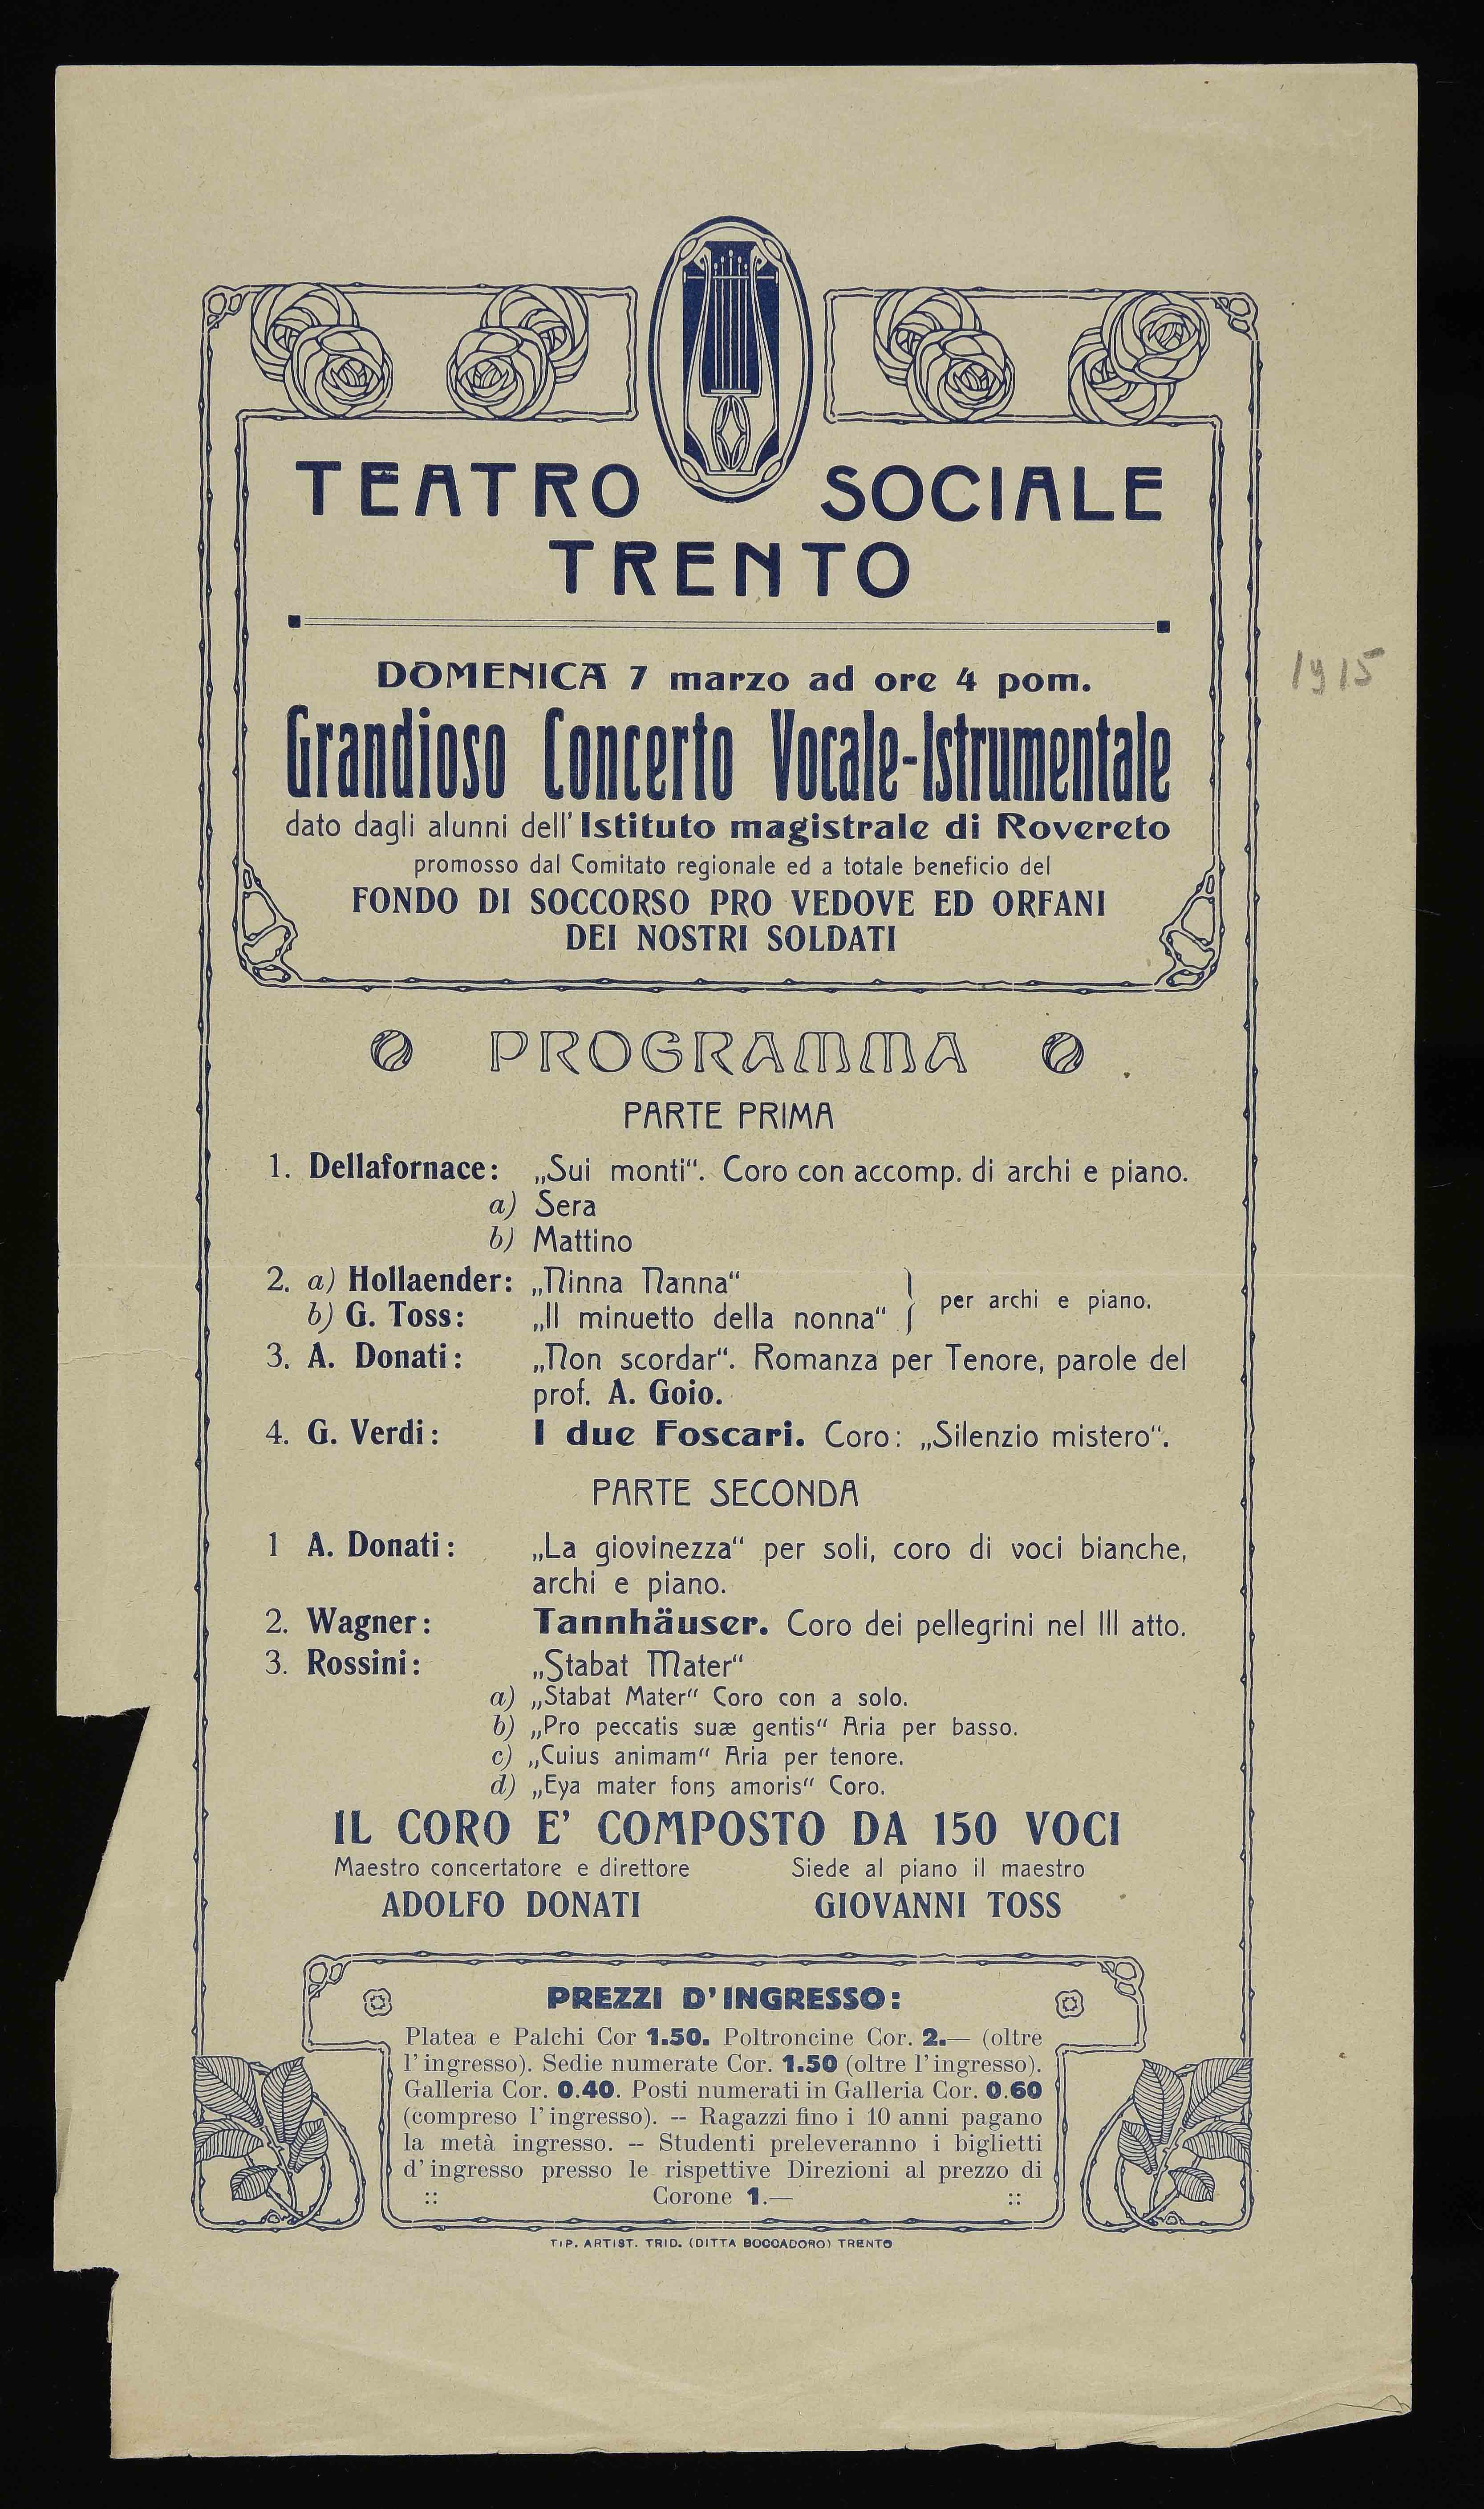 TEATRO SOCIALE
TRENTO
DOMENICA 7 marzo ad ore 4 pom.
1915
Grandioso Concerto Vocale-Istrumentale
dato dagli alunni dell' Istituto magistrale di Rovereto
promosso dal Comitato regionale ed a totale beneficio del
FONDO DI SOCCORSO PRO VEDOVE ED ORFANI
DEI NOSTRI SOLDATI
PROGRAMMA
PARTE PRIMA
1. Dellafornace: „Sui monti“. Coro con accomp. di archi e piano.
a) Sera
b) Mattino
2. a) Hollaender: „Ninna Nanna“
b) G. Toss: „Il minuetto della nonna“ } per archi e piano.
3. A. Donati: „Non scordar“. Romanza per Tenore, parole del
prof. A. Goio.
4. G. Verdi: I due Foscari. Coro: „Silenzio mistero“.
PARTE SECONDA
1 A. Donati: „La giovinezza“ per soli, coro di voci bianche,
archi e piano.
2. Wagner: Tannhäuser. Coro dei pellegrini nel III atto.
3. Rossini: „Stabat Mater“
a) „Stabat Mater“ Coro con a solo.
b) „Pro peccatis suæ gentis“ Aria per basso.
c) „Cuius animam“ Aria per tenore.
d) „Eya mater fons amoris“ Coro.
IL CORO E' COMPOSTO DA 150 VOCI
Maestro concertatore e direttore Siede al piano il maestro
ADOLFO DONATI GIOVANNI TOSS
PREZZI D'INGRESSO:
Platea e Palchi Cor 1.50. Poltroncine Cor. 2.— (oltre
l'ingresso). Sedie numerate Cor. 1.50 (oltre l'ingresso).
Galleria Cor. 0.40. Posti numerati in Galleria Cor. 0.60
(compreso l'ingresso). -- Ragazzi fino i 10 anni pagano
la metà ingresso. -- Studenti preleveranno i biglietti
d'ingresso presso le rispettive Direzioni al prezzo di
:: Corone 1.— ::
TIP. ARTIST. TRID. (DITTA BOCCADORO) TRENTO